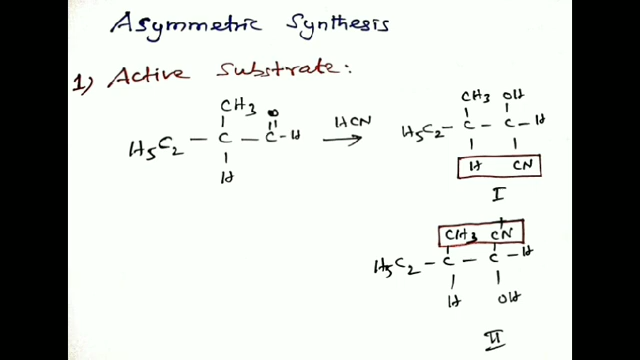 Asymmetric Synthesis
1) Active Substrate:
CH3 O
H5C2 - C - C - H HCN →
H
CH3 OH
H5C2 - C - C - H
H CN
I
CH3 CN
H5C2 - C - C - H
H OH
II